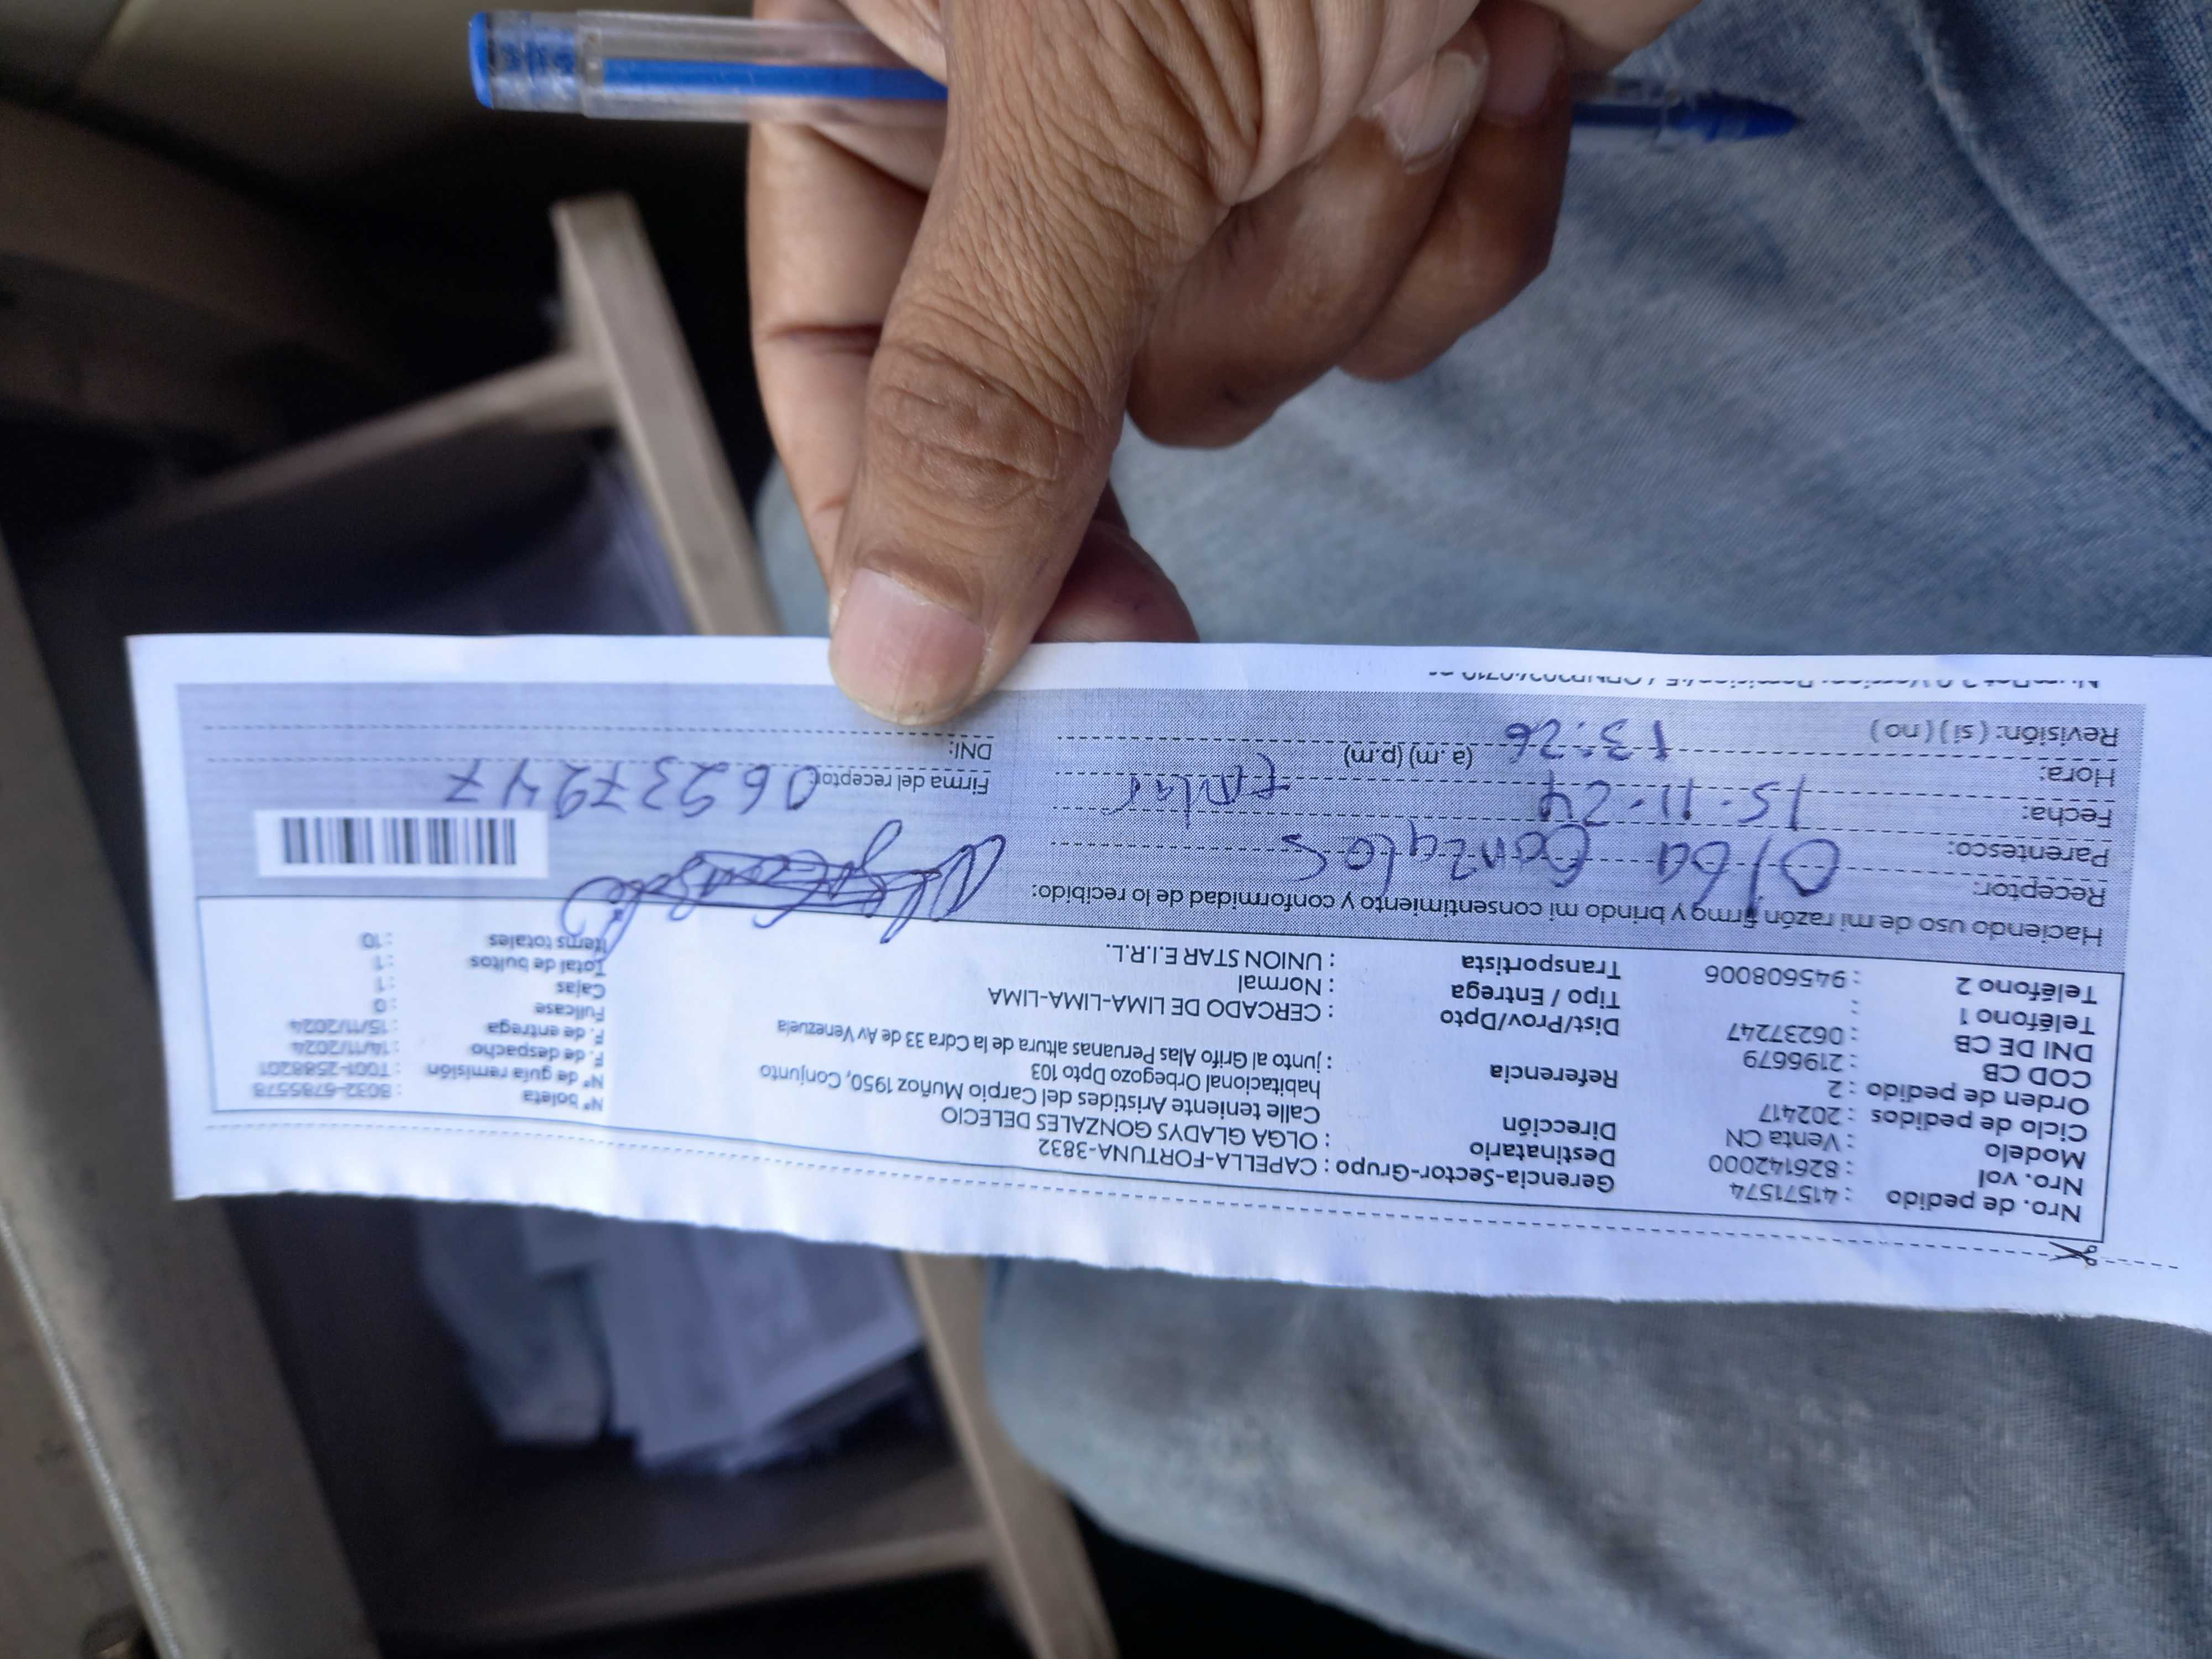 Nro. de pedido : 41571574
Nro. vol : 826142000
Modelo : Venta CN
Ciclo de pedidos : 202417
Orden de pedido : 2
COD CB : 2196679
DNI DE CB : 06237247
Teléfono 1 :
Teléfono 2 : 945608006
Gerencia-Sector-Grupo : CAPELLA-FORTUNA-3832
Destinatario : OLGA GLADYS GONZALES DELECIO
Dirección Calle teniente Aristides del Carpio Muñoz 1950, Conjunto
habitacional Orbegozo Dpto 103
Referencia : junto al Grifo Alas Peruanas altura de la Cdra 33 de Av Venezuela
Dist/Prov/Dpto : CERCADO DE LIMA-LIMA-LIMA
Tipo / Entrega : Normal
Transportista : UNION STAR E.I.R.L.
N° boleta : B032-6785578
N° de guía remisión : T001-2588201
F. de despacho : 14/11/2024
F. de entrega : 15/11/2024
Fullcase : 0
Cajas : 1
Total de bultos : 1
Items totales : 10
Haciendo uso de mi razón firmo y brindo mi consentimiento y conformidad de lo recibido:
Receptor: Olga Gonzales
Parentesco:
Fecha: 15-11-24
Hora: 13:26 (a.m) (p.m)
Revisión: (si) (no)
Firma del receptor:
DNI: